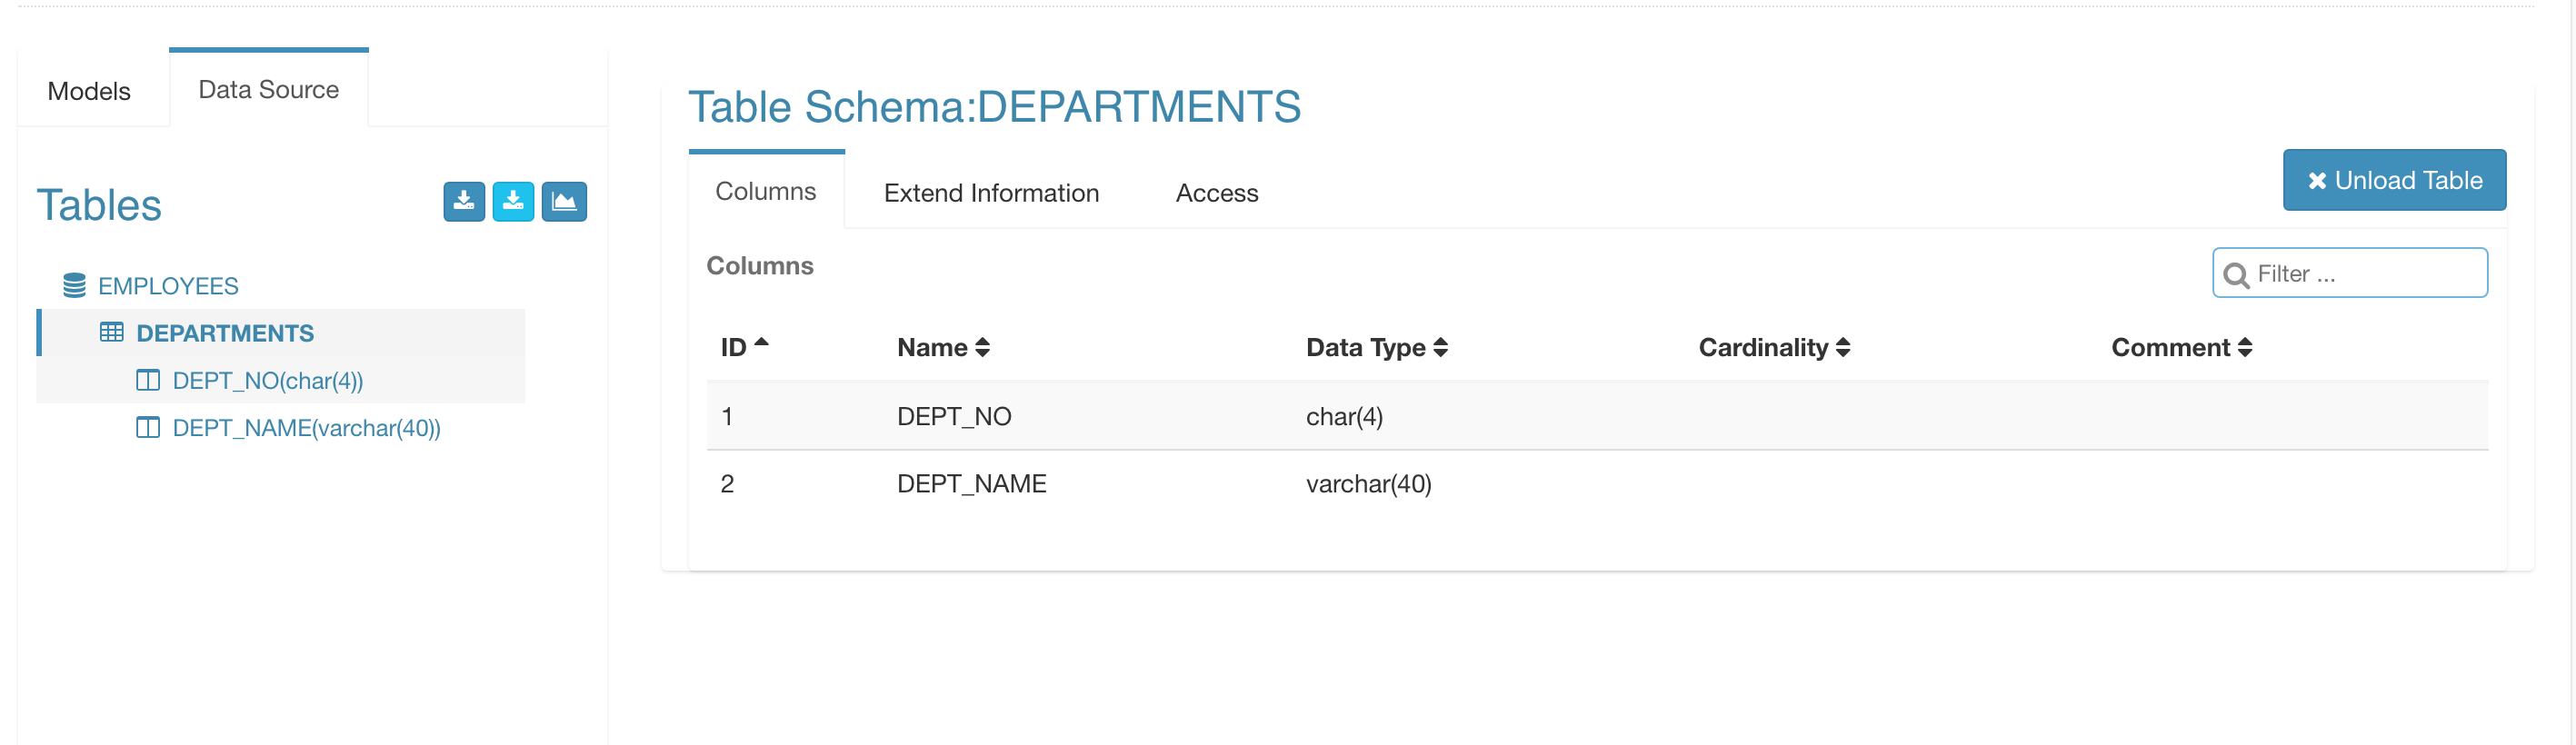 Models
Data Source
Tables
EMPLOYEES
DEPARTMENTS
DEPT_NO(char(4))
DEPT_NAME(varchar(40))
Table Schema:DEPARTMENTS
Columns Extend Information Access
Unload Table
Columns
Filter ...
ID Name Data Type Cardinality Comment
1 DEPT_NO char(4)
2 DEPT_NAME varchar(40)